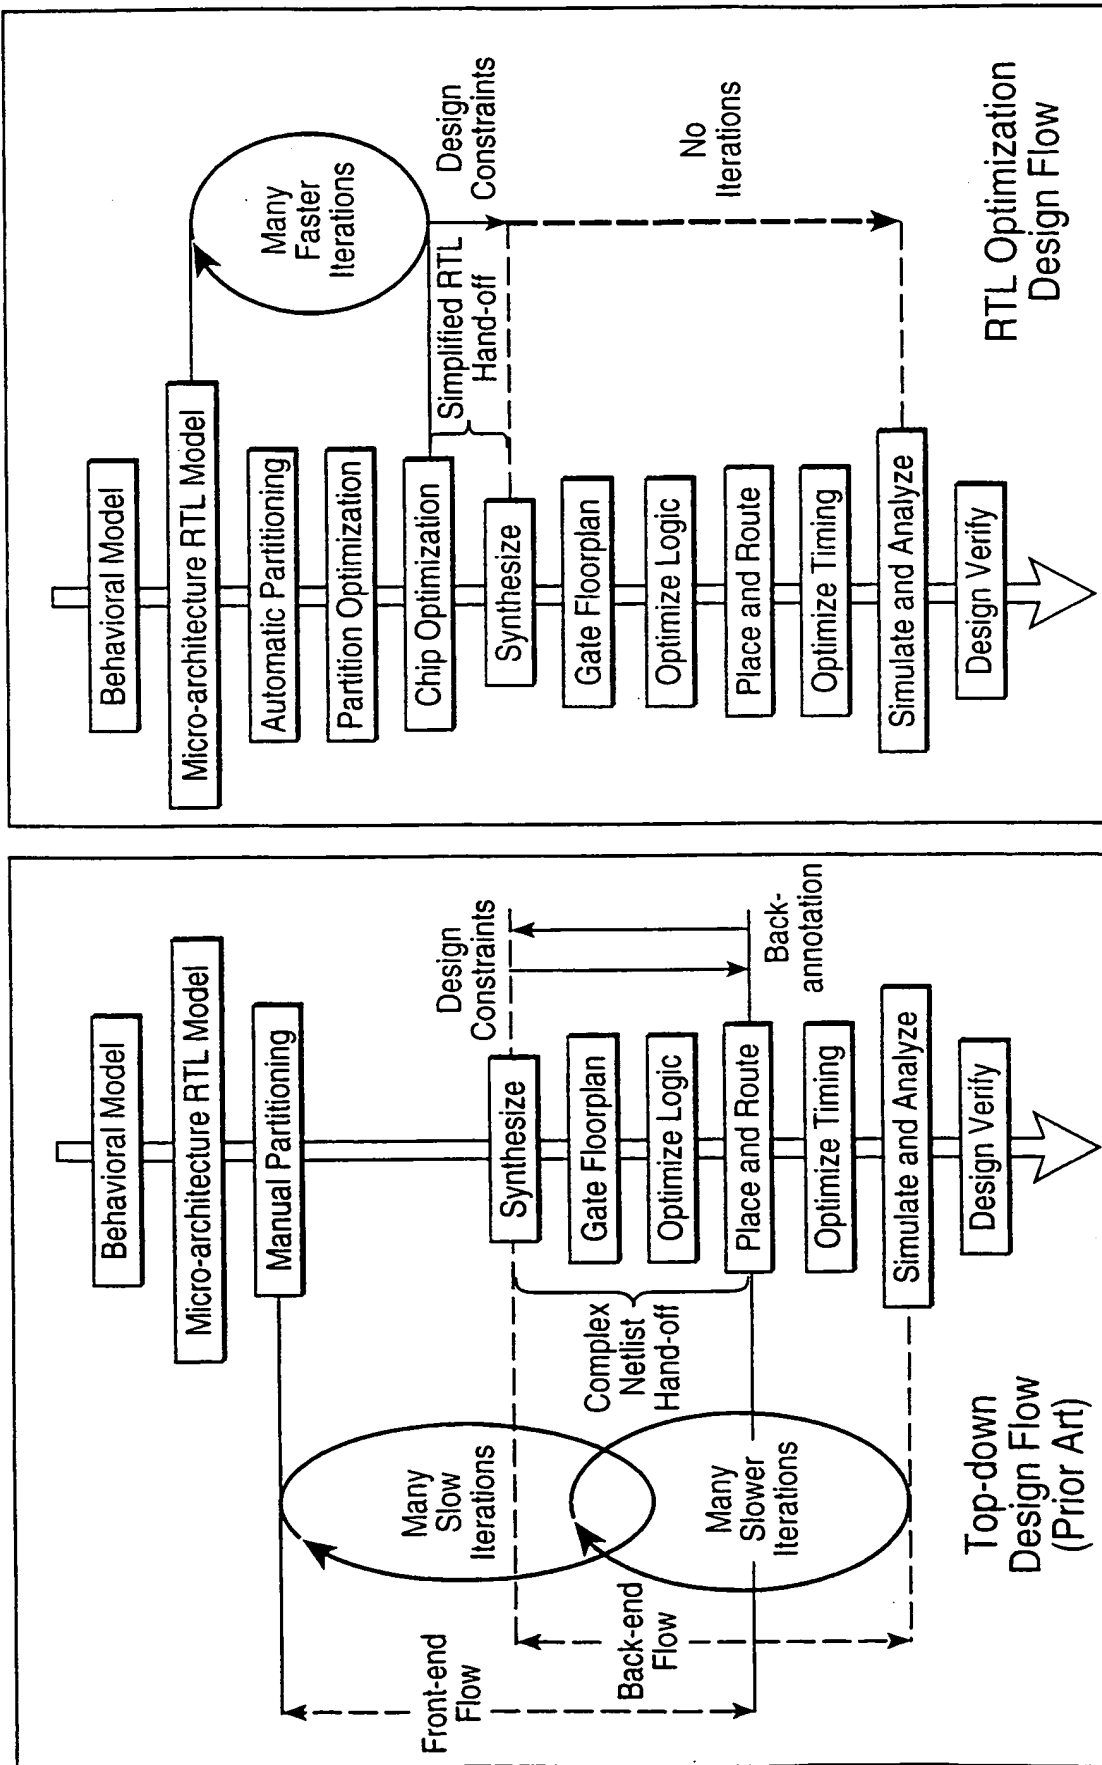 Behavioral Model
Micro-architecture RTL Model
Manual Partitioning
Synthesize
Gate Floorplan
Optimize Logic
Place and Route
Optimize Timing
Simulate and Analyze
Design Verify
Design
Constraints
Back-
annotation
Complex
Netlist
Hand-off
Many
Slow
Iterations
Many
Slower
Iterations
Front-end
Flow
Back-end
Flow
Top-down
Design Flow
(Prior Art)
Behavioral Model
Micro-architecture RTL Model
Automatic Partitioning
Partition Optimization
Chip Optimization
Synthesize
Gate Floorplan
Optimize Logic
Place and Route
Optimize Timing
Simulate and Analyze
Design Verify
Many
Faster
Iterations
Simplified RTL
Hand-off
Design
Constraints
No
Iterations
RTL Optimization
Design Flow